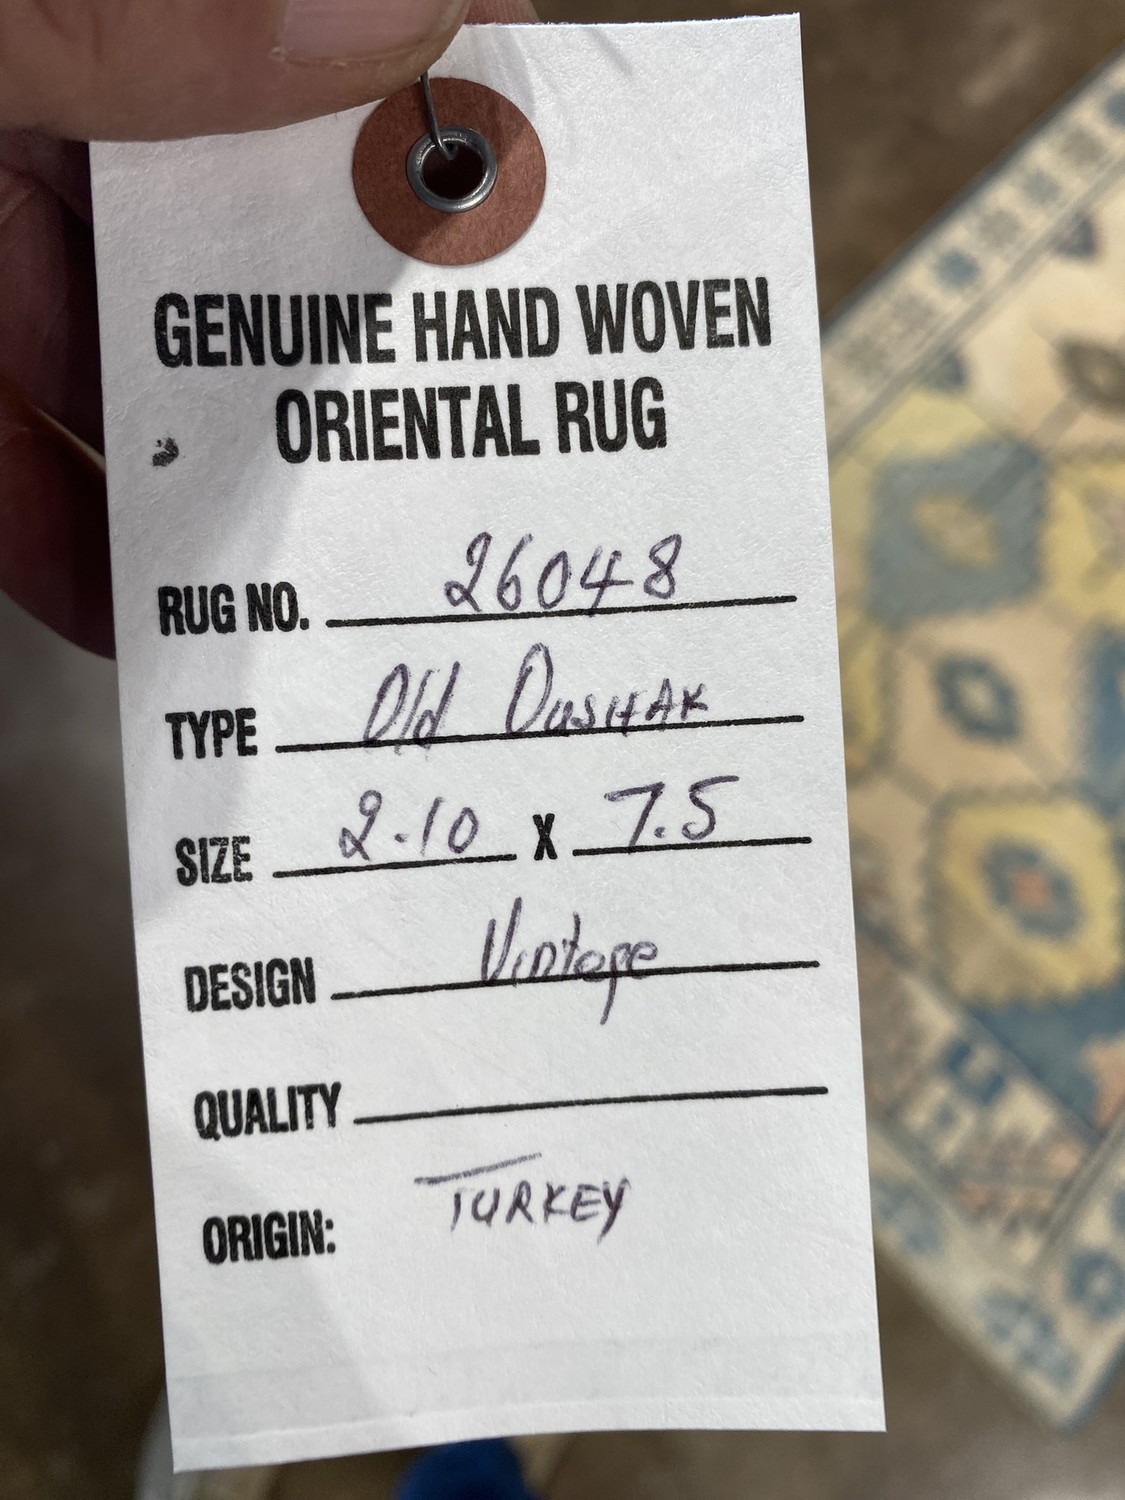 GENUINE HAND WOVEN
ORIENTAL RUG
RUG NO. 26048
TYPE Old OusHAK
SIZE 2.10 X 7.5
DESIGN Vintage
QUALITY
ORIGIN: TURKEY